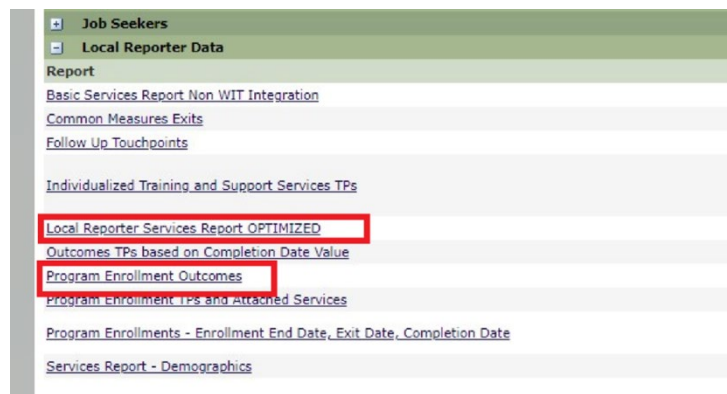 Job Seekers
Local Reporter Data
Report
Basic Services Report Non WIT Integration
Common Measures Exits
Follow Up Touchpoints
Individualized Training and Support Services TPs
Local Reporter Services Report OPTIMIZED
Outcomes TPs based on Completion Date Value
Program Enrollment Outcomes
Program Enrollment TPs and Attached Services
Program Enrollments - Enrollment End Date, Exit Date, Completion Date
Services Report - Demographics